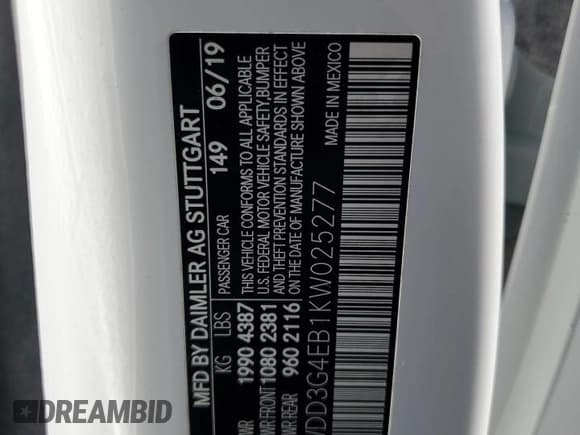 MFD BY DAIMLER AG STUTTGART
KG LBS PASSENGER CAR 149 06/19
1990 4387 THIS VEHICLE CONFORMS TO ALL APPLICABLE
FRONT 1080 2381 U.S. FEDERAL MOTOR VEHICLE SAFETY, BUMPER
REAR 960 2116 AND THEFT PREVENTION STANDARDS IN EFFECT
ON THE DATE OF MANUFACTURE SHOWN ABOVE
DD3G4EB1KW025277 MADE IN MEXICO
DREAMBID